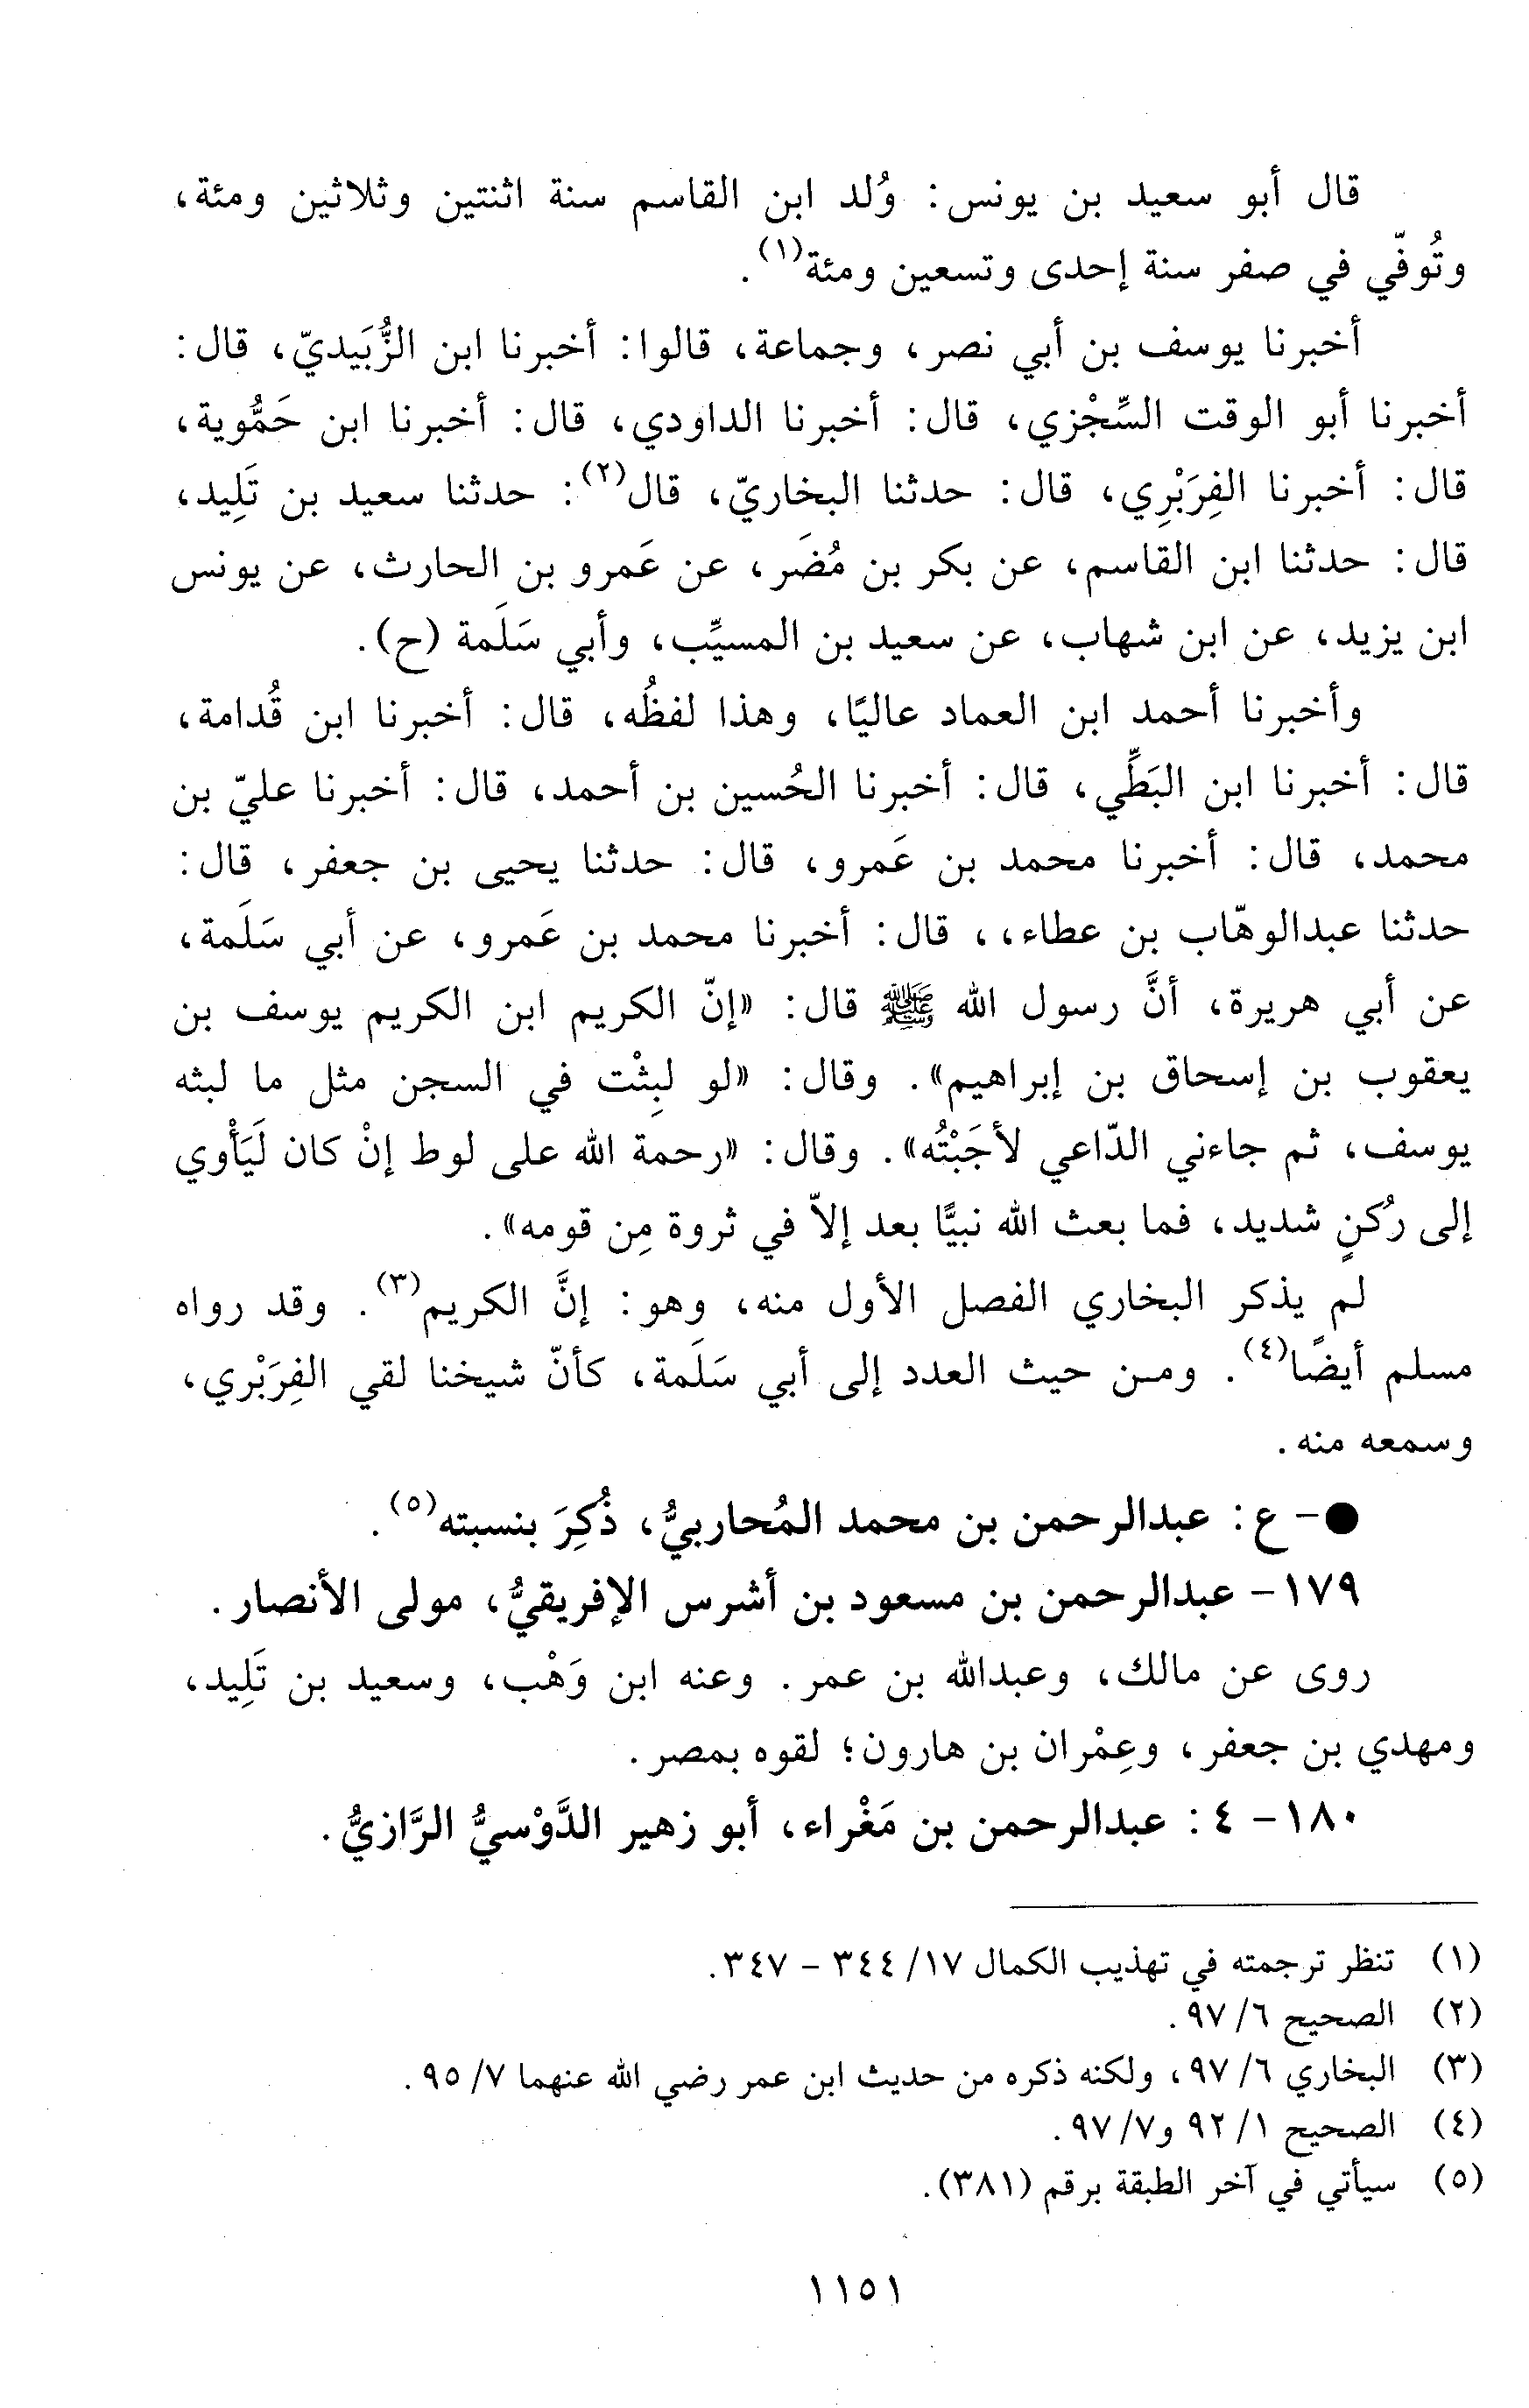 قال أبو سعيد بن يونس: وُلد ابن القاسم سنة اثنتين وثلاثين ومئة،
وتُوفّي في صفر سنة إحدى وتسعين ومئة(١).
أخبرنا يوسف بن أبي نصر، وجماعة، قالوا: أخبرنا ابن الزُّبَيديّ، قال:
أخبرنا أبو الوقت السِّجْزي، قال: أخبرنا الداودي، قال: أخبرنا ابن حَمُّوية،
قال: أخبرنا الفِرَبْرِي، قال: حدثنا البخاريّ، قال(٢): حدثنا سعيد بن تَلِيد،
قال: حدثنا ابن القاسم، عن بكر بن مُضَر، عن عَمرو بن الحارث، عن يونس
ابن يزيد، عن ابن شهاب، عن سعيد بن المسيِّب، وأبي سَلَمة (ح).
وأخبرنا أحمد ابن العماد عاليًا، وهذا لفظُه، قال: أخبرنا ابن قُدامة،
قال: أخبرنا ابن البَطِّي، قال: أخبرنا الحُسين بن أحمد، قال: أخبرنا عليّ بن
محمد، قال: أخبرنا محمد بن عَمرو، قال: حدثنا يحيى بن جعفر، قال:
حدثنا عبدالوهّاب بن عطاء،، قال: أخبرنا محمد بن عَمرو، عن أبي سَلَمة،
عن أبي هريرة، أنَّ رسول الله ﷺ قال: «إنّ الكريم ابن الكريم يوسف بن
يعقوب بن إسحاق بن إبراهيم». وقال: «لو لبِثْت في السجن مثل ما لبثه
يوسف، ثم جاءني الدّاعي لأجَبْتُه». وقال: «رحمة الله على لوط إنْ كان لَيَأْوي
إلى رُكنٍ شديد، فما بعث الله نبيًّا بعد إلاّ في ثروة مِن قومه».
لم يذكر البخاري الفصل الأول منه، وهو: إنَّ الكريم(٣). وقد رواه
مسلم أيضًا(٤). ومن حيث العدد إلى أبي سَلَمة، كأنّ شيخنا لقي الفِرَبْري،
وسمعه منه.
●- ع: عبدالرحمن بن محمد المُحاربيُّ، ذُكِرَ بنسبته(٥).
١٧٩- عبدالرحمن بن مسعود بن أشرس الإفريقيُّ، مولى الأنصار.
روى عن مالك، وعبدالله بن عمر. وعنه ابن وَهْب، وسعيد بن تَلِيد،
ومهدي بن جعفر، وعِمْران بن هارون؛ لقوه بمصر.
١٨٠- ٤: عبدالرحمن بن مَغْراء، أبو زهير الدَّوْسيُّ الرَّازيُّ.
(١) تنظر ترجمته في تهذيب الكمال ١٧/ ٣٤٤ - ٣٤٧.
(٢) الصحيح ٦/ ٩٧.
(٣) البخاري ٦/ ٩٧، ولكنه ذكره من حديث ابن عمر رضي الله عنهما ٧/ ٩٥.
(٤) الصحيح ١/ ٩٢ و٧/ ٩٧.
(٥) سيأتي في آخر الطبقة برقم (٣٨١).
١١٥١